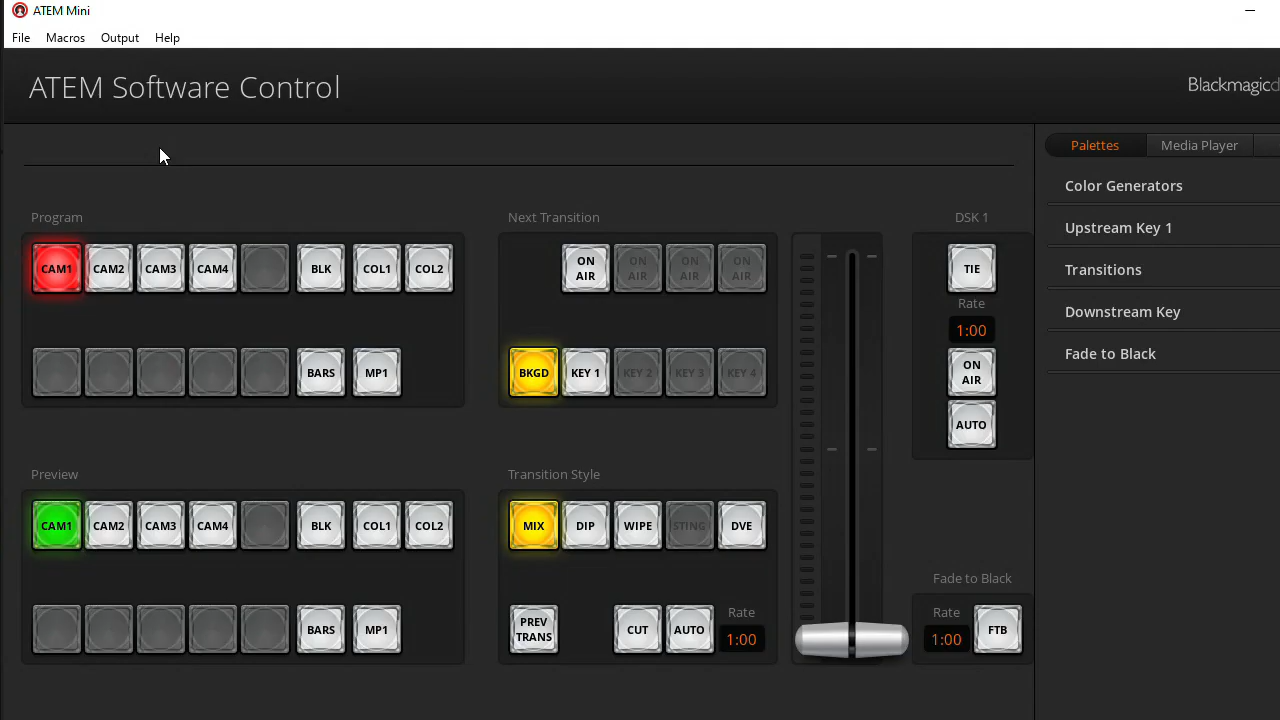 ATEM Mini
File Macros Output Help
ATEM Software Control
Blackmagicd
Palettes Media Player
Color Generators
Upstream Key 1
Transitions
Downstream Key
Fade to Black
Program
CAM1 CAM2 CAM3 CAM4 BLK COL1 COL2
BARS MP1
Next Transition
ON AIR ON AIR ON AIR ON AIR
BKGD KEY 1 KEY 2 KEY 3 KEY 4
DSK 1
TIE
Rate
1:00
ON AIR
AUTO
Preview
CAM1 CAM2 CAM3 CAM4 BLK COL1 COL2
BARS MP1
Transition Style
MIX DIP WIPE STING DVE
PREV TRANS CUT AUTO Rate 1:00
Fade to Black
Rate
1:00 FTB